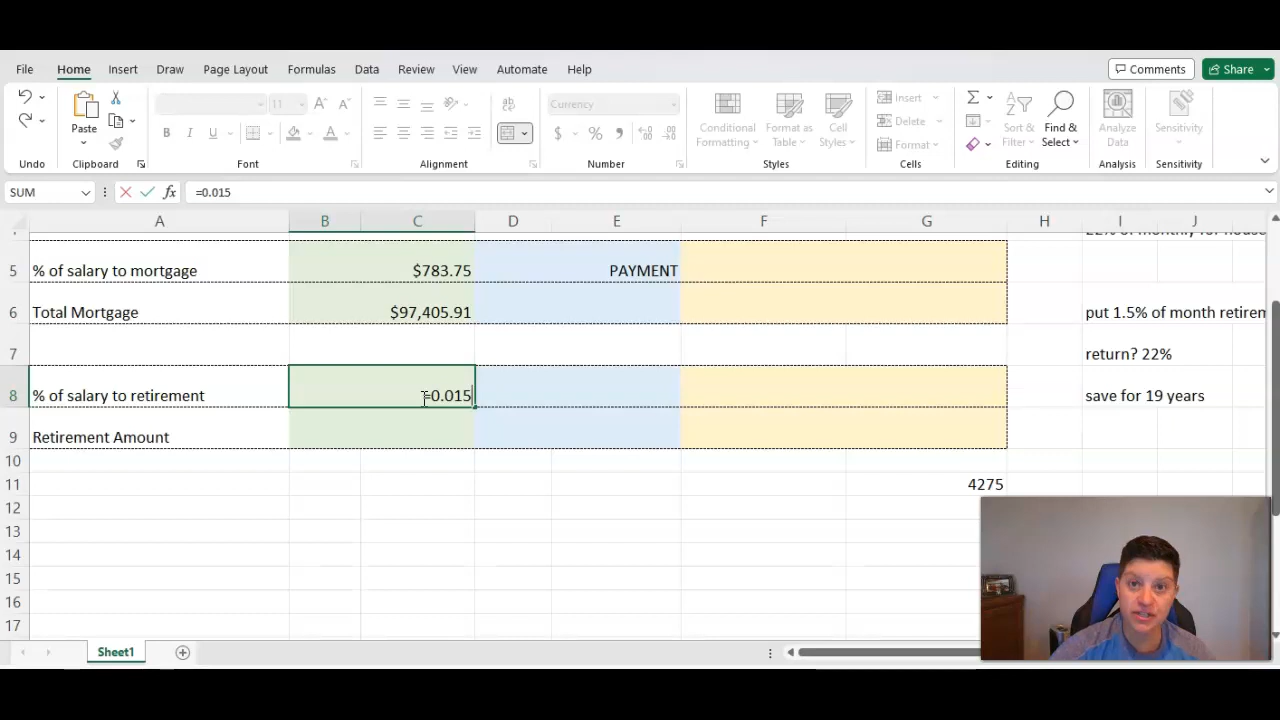 File Home Insert Draw Page Layout Formulas Data Review View Automate Help Comments Share
11 A A ab Currency Insert Σ
Paste B I U A $ % Conditional Formatting Format as Table Cell Styles Delete Sort & Filter Find & Select Analyze Data Sensitivity
Format
Undo Clipboard Font Alignment Number Styles Cells Editing Analysis Sensitivity
SUM fx =0.015
A B C D E F G H I J
5 % of salary to mortgage $783.75 PAYMENT
6 Total Mortgage $97,405.91 put 1.5% of month retirem
7 return? 22%
8 % of salary to retirement =0.015 save for 19 years
9 Retirement Amount
10
11 4275
12
13
14
15
16
17
Sheet1